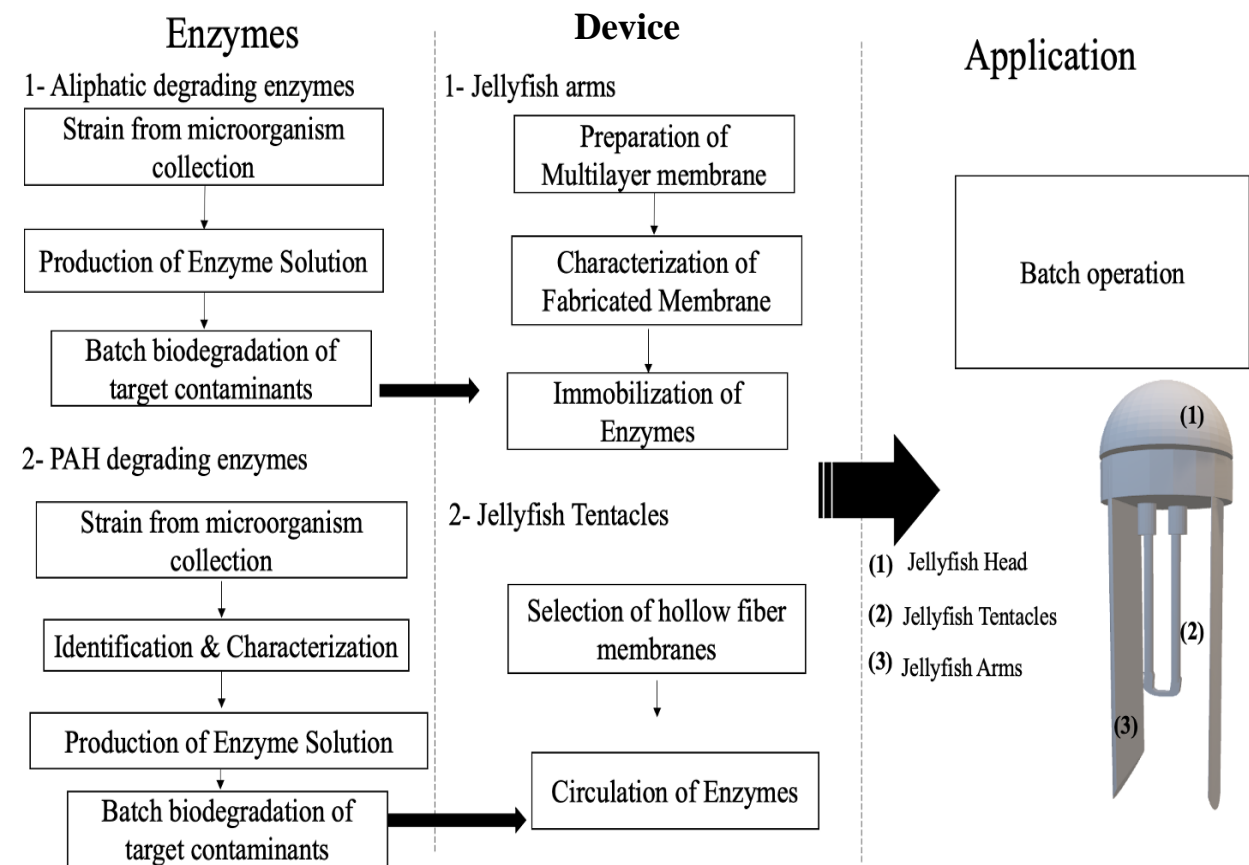 Enzymes
1- Aliphatic degrading enzymes
Strain from microorganism
collection
Production of Enzyme Solution
Batch biodegradation of
target contaminants
2- PAH degrading enzymes
Strain from microorganism
collection
Identification & Characterization
Production of Enzyme Solution
Batch biodegradation of
target contaminants
Device
1- Jellyfish arms
Preparation of
Multilayer membrane
Characterization of
Fabricated Membrane
Immobilization of
Enzymes
2- Jellyfish Tentacles
Selection of hollow fiber
membranes
Circulation of Enzymes
Application
Batch operation
(1)
(1) Jellyfish Head
(2) Jellyfish Tentacles
(2)
(3) Jellyfish Arms
(3)